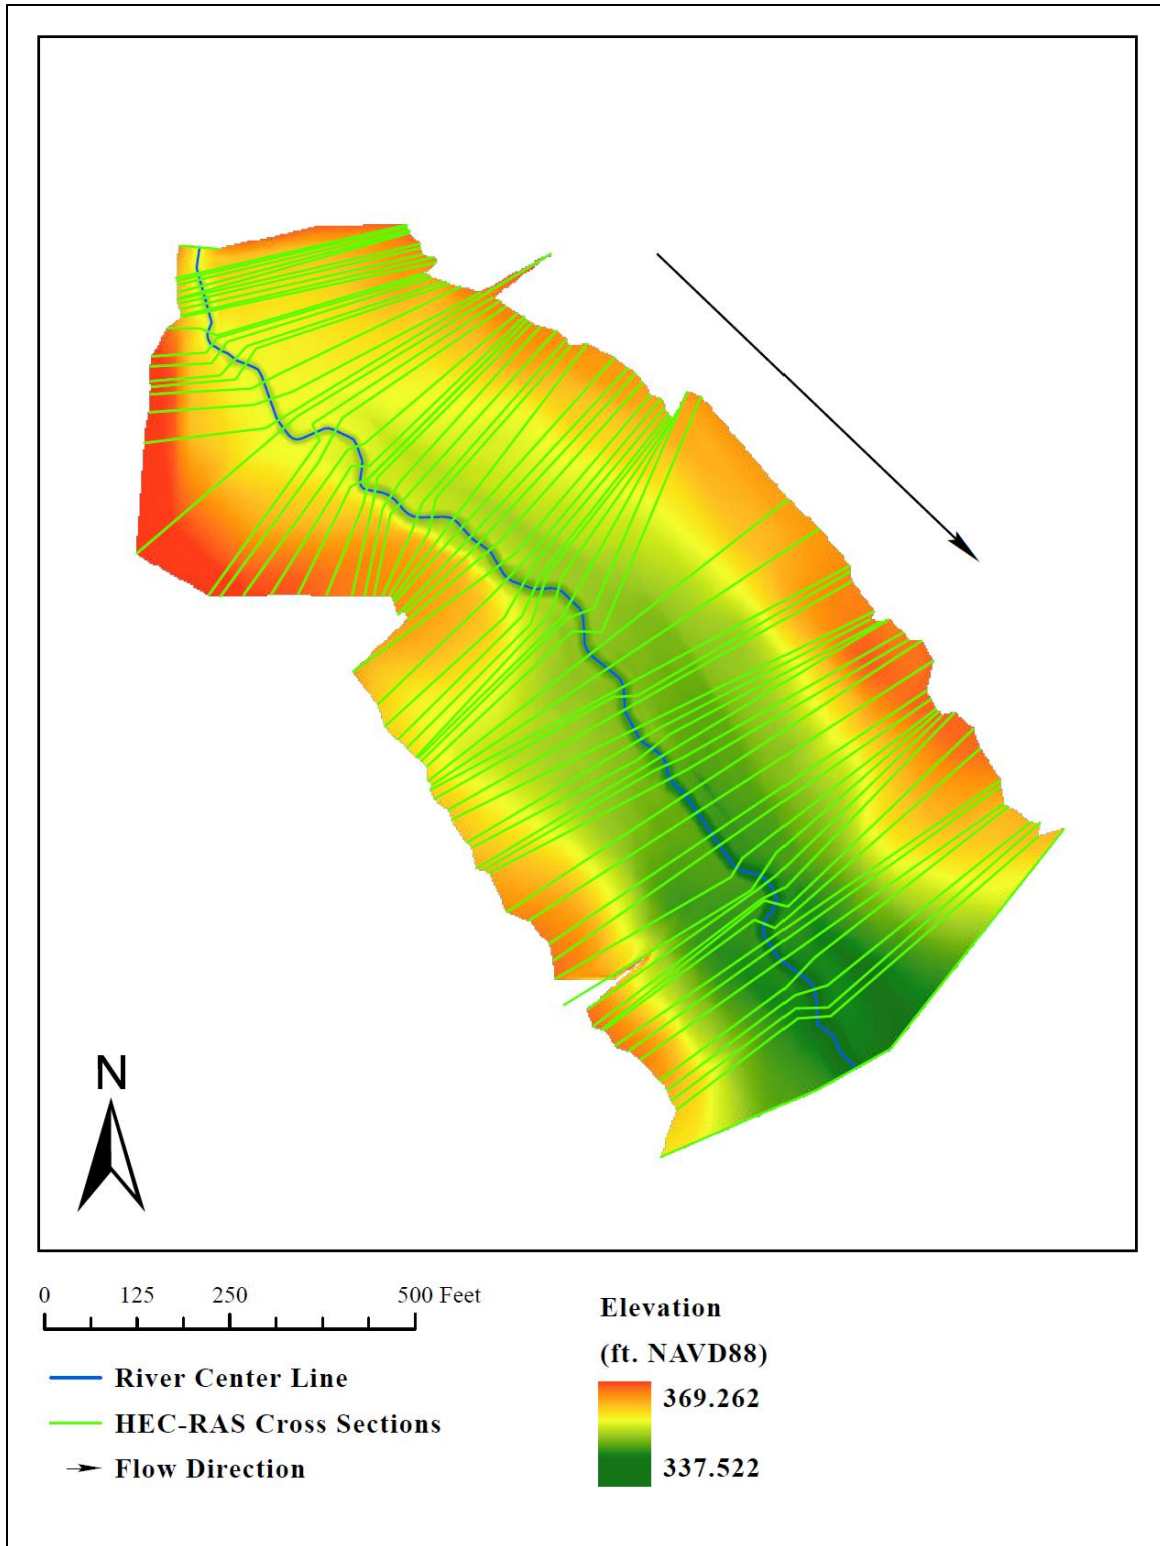 N
0 125 250 500 Feet
River Center Line
HEC-RAS Cross Sections
Flow Direction
Elevation
(ft. NAVD88)
369.262
337.522